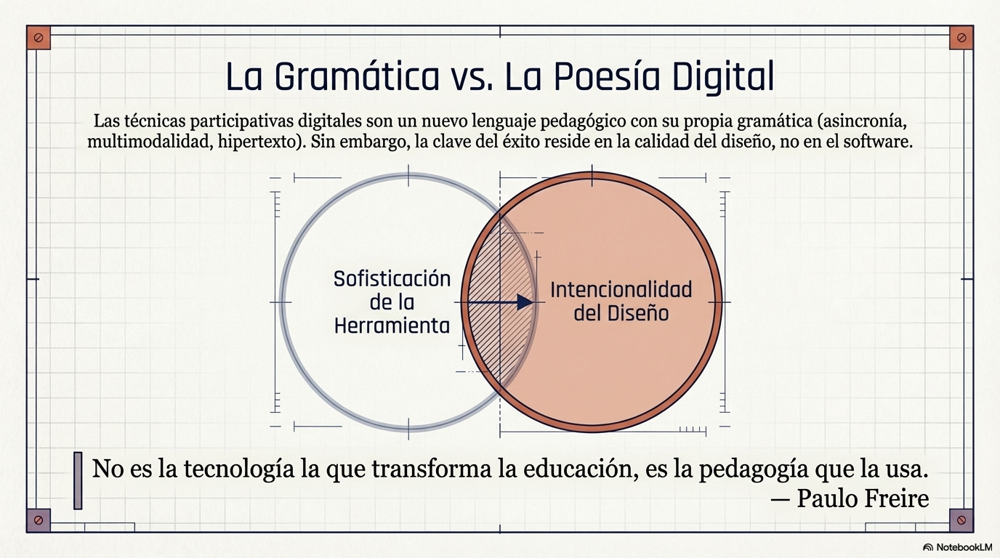 La Gramática vs. La Poesía Digital
Las técnicas participativas digitales son un nuevo lenguaje pedagógico con su propia gramática (asincronía,
multimodalidad, hipertexto). Sin embargo, la clave del éxito reside en la calidad del diseño, no en el software.
Sofisticación
de la
Herramienta
Intencionalidad
del Diseño
No es la tecnología la que transforma la educación, es la pedagogía que la usa.
— Paulo Freire
NotebookLM